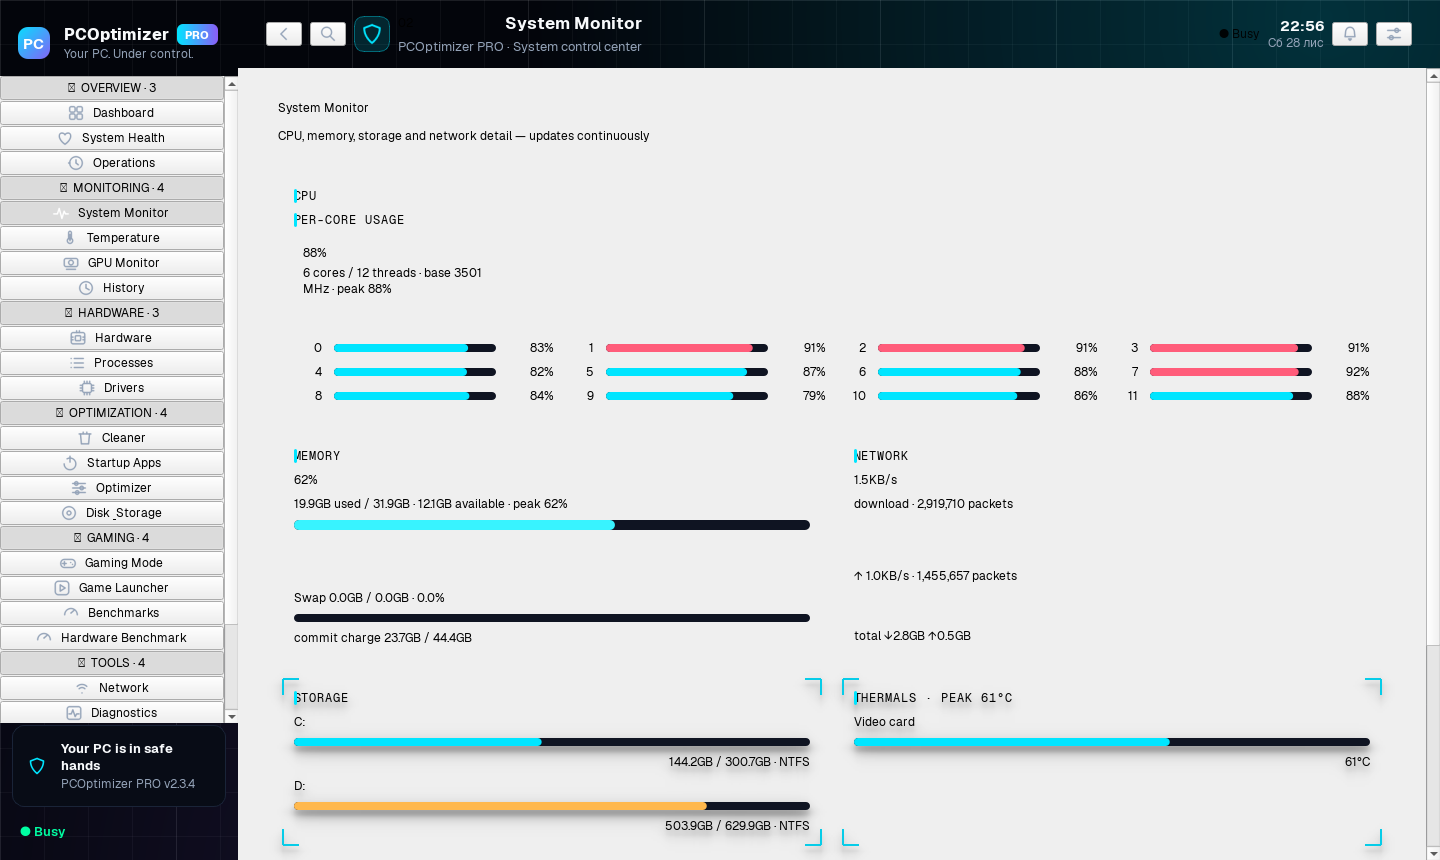 PC
PCOptimizer PRO
Your PC. Under control.
System Monitor
PCOptimizer PRO · System control center
Busy
22:56
Сб 28 лис
OVERVIEW · 3
Dashboard
System Health
Operations
MONITORING · 4
System Monitor
Temperature
GPU Monitor
History
HARDWARE · 3
Hardware
Processes
Drivers
OPTIMIZATION · 4
Cleaner
Startup Apps
Optimizer
Disk _Storage
GAMING · 4
Gaming Mode
Game Launcher
Benchmarks
Hardware Benchmark
TOOLS · 4
Network
Diagnostics
Your PC is in safe
hands
PCOptimizer PRO v2.3.4
Busy
System Monitor
CPU, memory, storage and network detail — updates continuously
CPU
PER-CORE USAGE
88%
6 cores / 12 threads · base 3501
MHz · peak 88%
0 83% 1 91% 2 91% 3 91%
4 82% 5 87% 6 88% 7 92%
8 84% 9 79% 10 86% 11 88%
MEMORY
62%
19.9GB used / 31.9GB · 12.1GB available · peak 62%
Swap 0.0GB / 0.0GB · 0.0%
commit charge 23.7GB / 44.4GB
NETWORK
1.5KB/s
download · 2,919,710 packets
↑ 1.0KB/s · 1,455,657 packets
total ↓2.8GB ↑0.5GB
STORAGE
C:
144.2GB / 300.7GB · NTFS
D:
503.9GB / 629.9GB · NTFS
THERMALS · PEAK 61°C
Video card
61°C